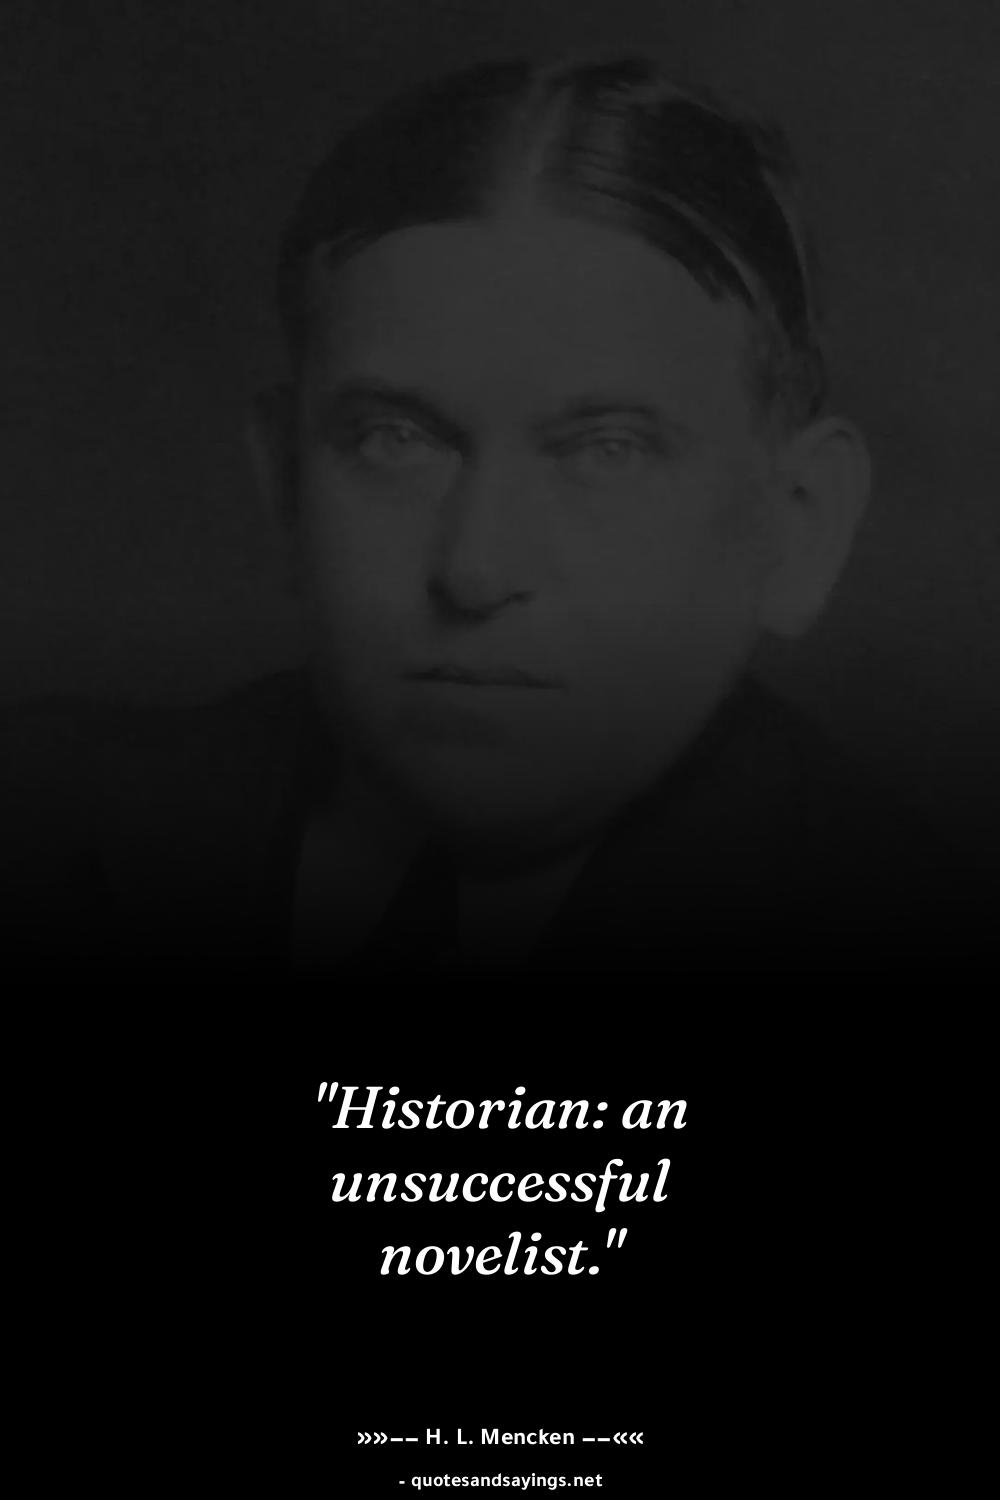 "Historian: an
unsuccessful
novelist."
»»—— H. L. Mencken ——««
- quotesandsayings.net